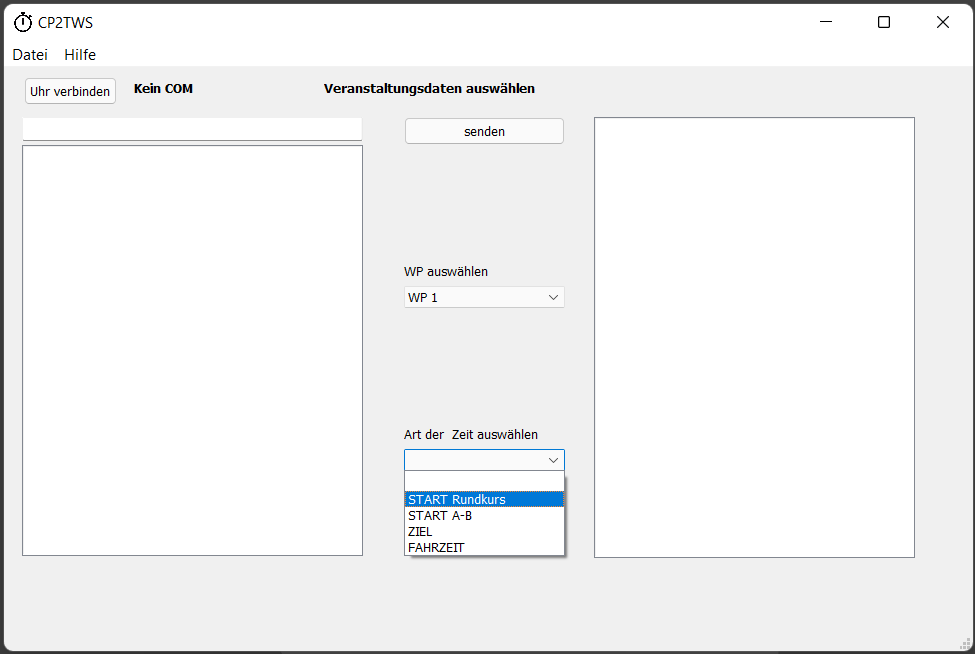 CP2TWS
Datei Hilfe
Uhr verbinden Kein COM Veranstaltungsdaten auswählen
senden
WP auswählen
WP 1
Art der  Zeit auswählen
START Rundkurs
START A-B
ZIEL
FAHRZEIT